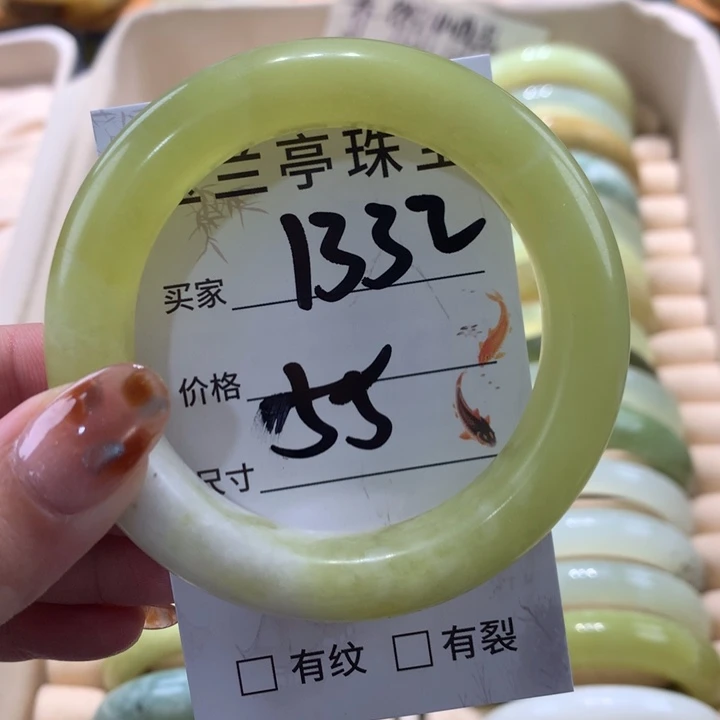 兰亭珠宝
买家 1332
价格 55
尺寸
有纹 有裂